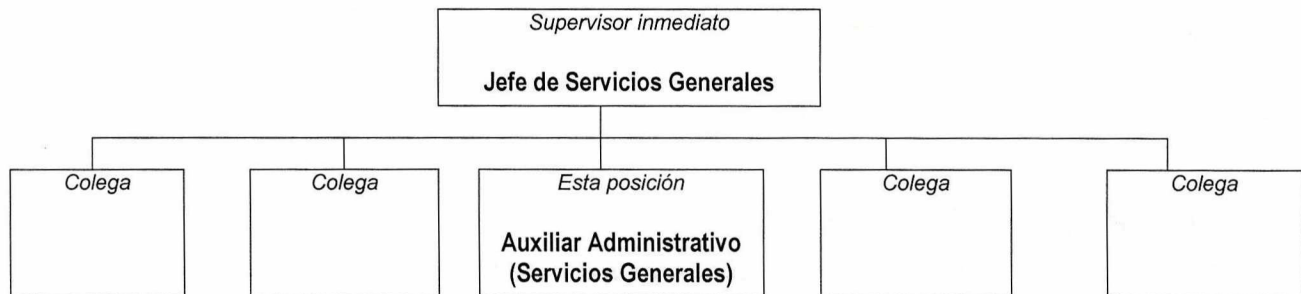 Supervisor inmediato
Jefe de Servicios Generales
Colega
Colega
Esta posición
Auxiliar Administrativo
(Servicios Generales)
Colega
Colega